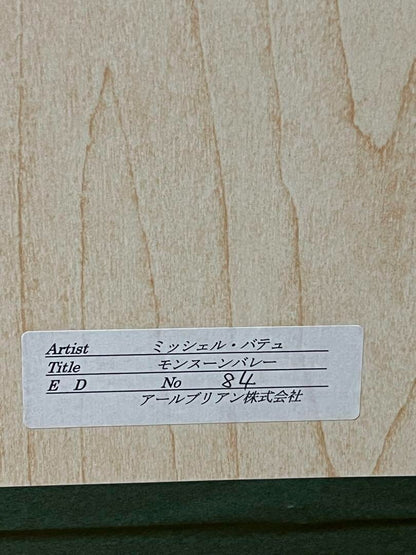 Artist ミッシェル・バテュ
Title モンスーンバレー
E D No 84
アールブリアン株式会社